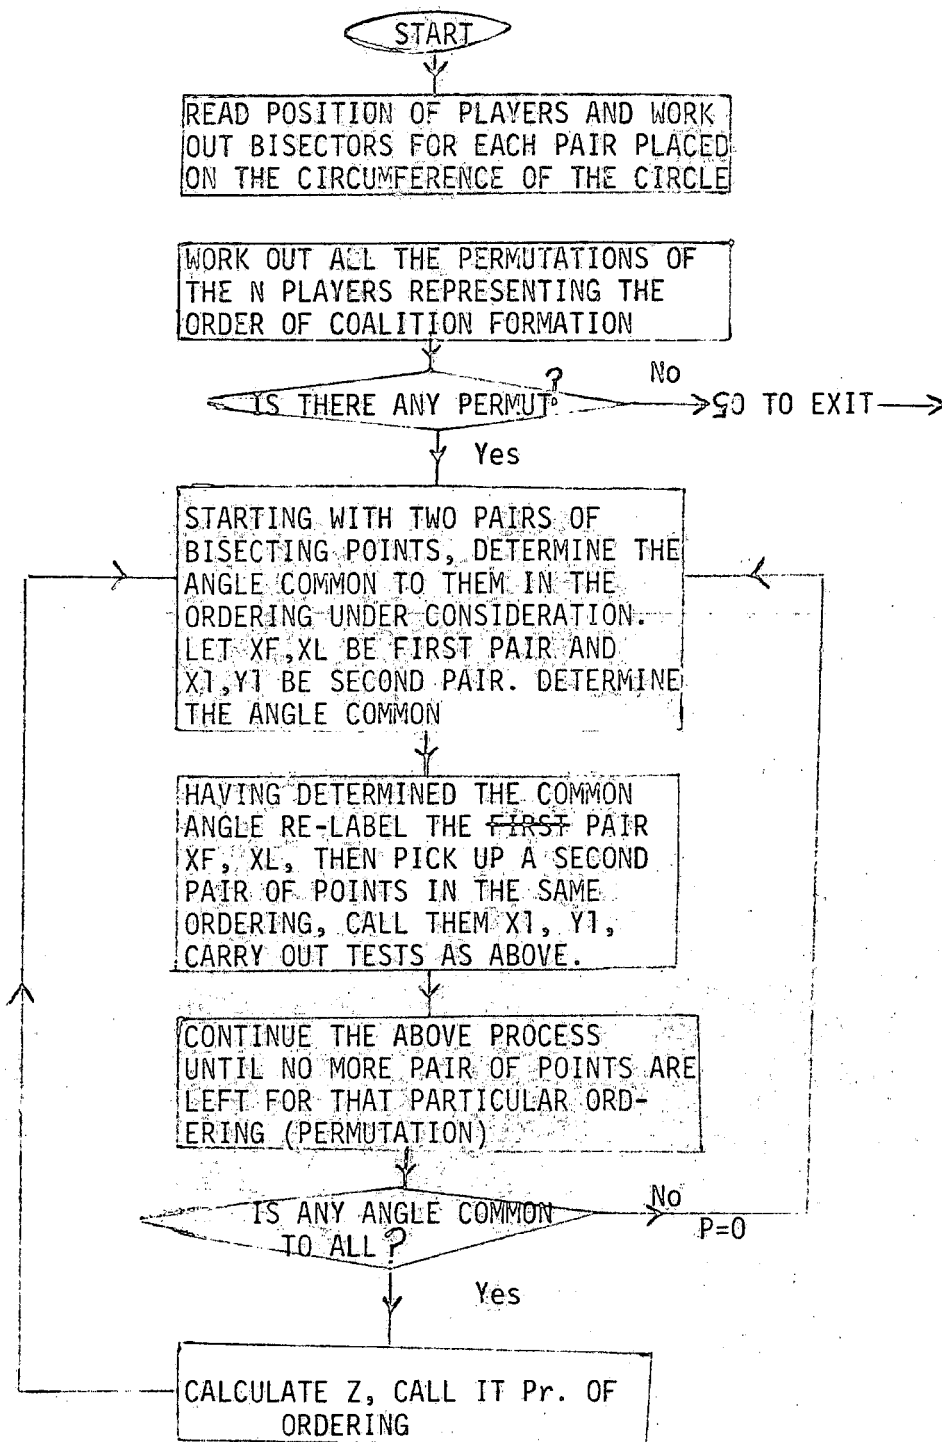 START
READ POSITION OF PLAYERS AND WORK
OUT BISECTORS FOR EACH PAIR PLACED
ON THE CIRCUMFERENCE OF THE CIRCLE
WORK OUT ALL THE PERMUTATIONS OF
THE N PLAYERS REPRESENTING THE
ORDER OF COALITION FORMATION
IS THERE ANY PERMUT?
No
GO TO EXIT
Yes
STARTING WITH TWO PAIRS OF
BISECTING POINTS, DETERMINE THE
ANGLE COMMON TO THEM IN THE
ORDERING UNDER CONSIDERATION.
LET XF,XL BE FIRST PAIR AND
X1,Y1 BE SECOND PAIR. DETERMINE
THE ANGLE COMMON
HAVING DETERMINED THE COMMON
ANGLE RE-LABEL THE FIRST PAIR
XF, XL, THEN PICK UP A SECOND
PAIR OF POINTS IN THE SAME
ORDERING, CALL THEM X1, Y1,
CARRY OUT TESTS AS ABOVE.
CONTINUE THE ABOVE PROCESS
UNTIL NO MORE PAIR OF POINTS ARE
LEFT FOR THAT PARTICULAR ORD-
ERING (PERMUTATION)
IS ANY ANGLE COMMON
TO ALL?
No
P=0
Yes
CALCULATE Z, CALL IT Pr. OF
ORDERING